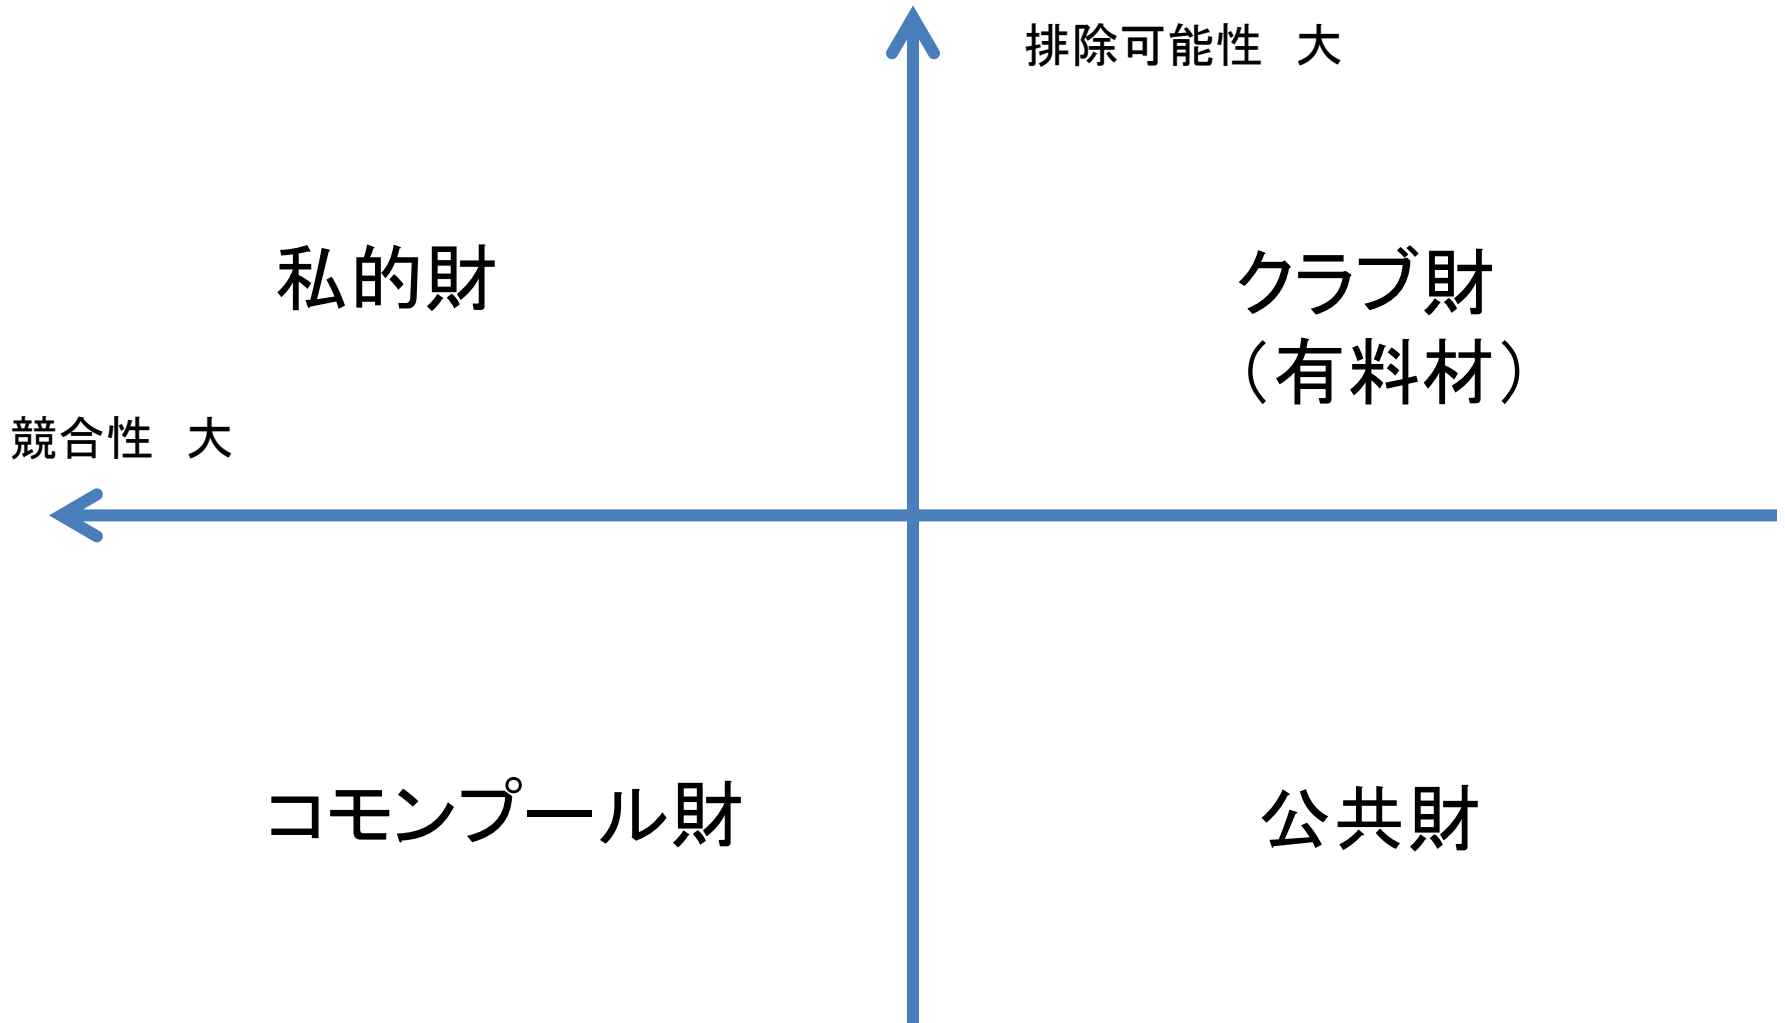 排除可能性　大
私的財
クラブ財
（有料材）
競合性　大
コモンプール財
公共財